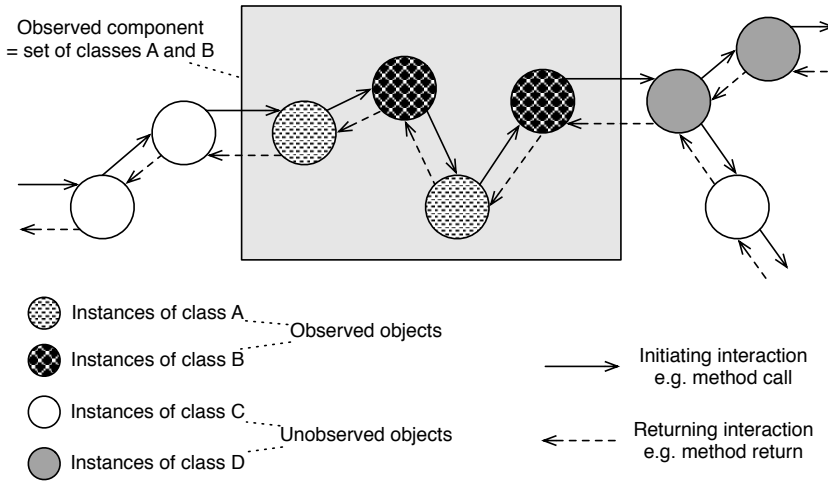 Observed component
= set of classes A and B
Instances of class A
Observed objects
Instances of class B
Instances of class C
Unobserved objects
Instances of class D
Initiating interaction
e.g. method call
Returning interaction
e.g. method return